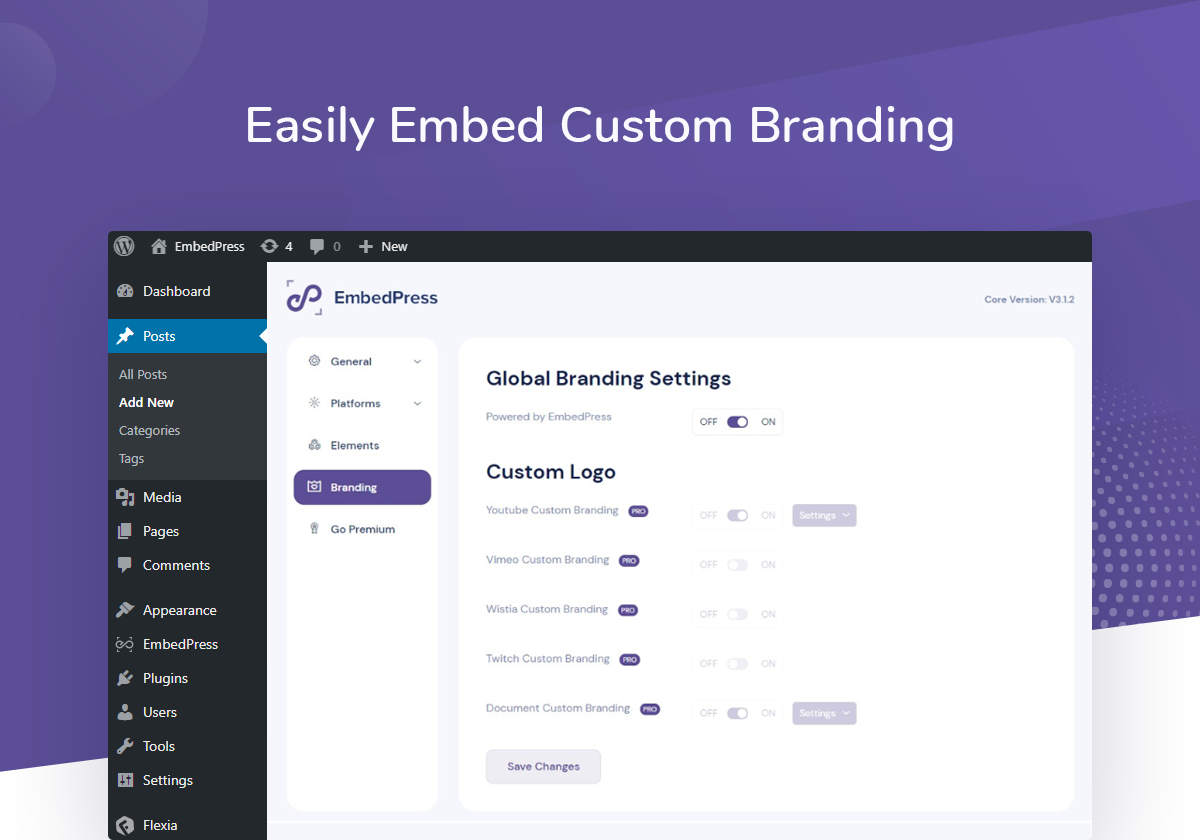 Easily Embed Custom Branding
EmbedPress 4 0 New
Dashboard
Posts
All Posts
Add New
Categories
Tags
Media
Pages
Comments
Appearance
EmbedPress
Plugins
Users
Tools
Settings
Flexia
EmbedPress
Core Version: V3.1.2
General
Platforms
Elements
Branding
Go Premium
Global Branding Settings
Powered by EmbedPress OFF ON
Custom Logo
Youtube Custom Branding PRO OFF ON Settings
Vimeo Custom Branding PRO OFF ON
Wistia Custom Branding PRO OFF ON
Twitch Custom Branding PRO OFF ON
Document Custom Branding PRO OFF ON Settings
Save Changes